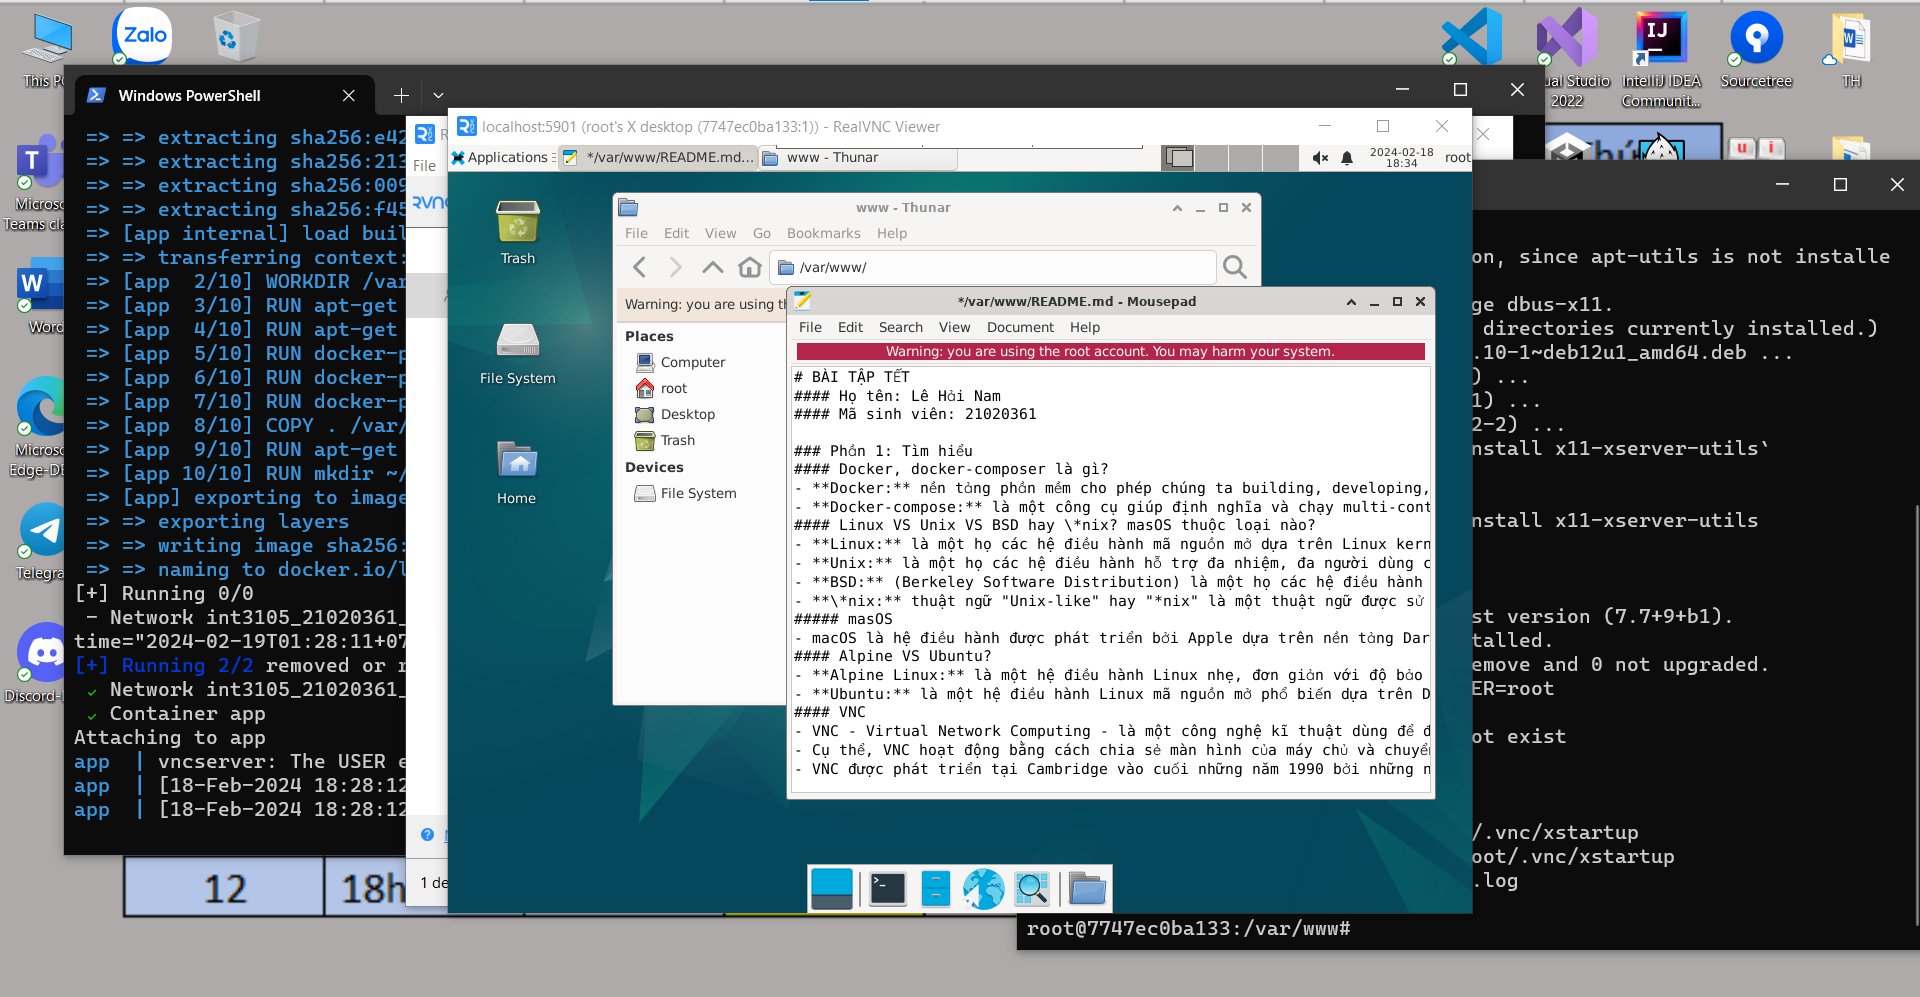 This PC
Zalo
Visual Studio
2022
IntelliJ IDEA
Communit...
Sourcetree
TH
Windows PowerShell
=> => extracting sha256:e42
=> => extracting sha256:213
=> => extracting sha256:009
=> => extracting sha256:f45
=> [app internal] load buil
=> => transferring context:
=> [app  2/10] WORKDIR /var
=> [app  3/10] RUN apt-get
=> [app  4/10] RUN apt-get
=> [app  5/10] RUN docker-p
=> [app  6/10] RUN docker-p
=> [app  7/10] RUN docker-p
=> [app  8/10] COPY . /var/
=> [app  9/10] RUN apt-get
=> [app 10/10] RUN mkdir ~/
=> [app] exporting to image
=> => exporting layers
=> => writing image sha256:
=> => naming to docker.io/l
[+] Running 0/0
- Network int3105_21020361_
time="2024-02-19T01:28:11+07
[+] Running 2/2 removed or r
✓ Network int3105_21020361_
✓ Container app
Attaching to app
app | vncserver: The USER e
app | [18-Feb-2024 18:28:12
app | [18-Feb-2024 18:28:12
Teams cla
Word
Edge-DE
Telegra
Discord-
File
1 de
12
18h
localhost:5901 (root's X desktop (7747ec0ba133:1)) - RealVNC Viewer
Applications
*/var/www/README.md...
www - Thunar
2024-02-18
18:34
root
Trash
File System
Home
www - Thunar
File Edit View Go Bookmarks Help
/var/www/
Warning: you are using th
Places
Computer
root
Desktop
Trash
Devices
File System
*/var/www/README.md - Mousepad
File Edit Search View Document Help
Warning: you are using the root account. You may harm your system.
# BÀI TẬP TẾT
#### Họ tên: Lê Hải Nam
#### Mã sinh viên: 21020361
### Phần 1: Tìm hiểu
#### Docker, docker-composer là gì?
- **Docker:** nền tảng phần mềm cho phép chúng ta building, developing,
- **Docker-compose:** là một công cụ giúp định nghĩa và chạy multi-cont
#### Linux VS Unix VS BSD hay \*nix? masOS thuộc loại nào?
- **Linux:** là một họ các hệ điều hành mã nguồn mở dựa trên Linux kern
- **Unix:** là một họ các hệ điều hành hỗ trợ đa nhiệm, đa người dùng c
- **BSD:** (Berkeley Software Distribution) là một họ các hệ điều hành
- **\*nix:** thuật ngữ "Unix-like" hay "*nix" là một thuật ngữ được sử
##### masOS
- macOS là hệ điều hành được phát triển bởi Apple dựa trên nền tảng Dar
#### Alpine VS Ubuntu?
- **Alpine Linux:** là một hệ điều hành Linux nhẹ, đơn giản với độ bảo
- **Ubuntu:** là một hệ điều hành Linux mã nguồn mở phổ biến dựa trên D
#### VNC
- VNC - Virtual Network Computing - là một công nghệ kĩ thuật dùng để đ
- Cụ thể, VNC hoạt động bằng cách chia sẻ màn hình của máy chủ và chuyển
- VNC được phát triển tại Cambridge vào cuối những năm 1990 bởi những n
on, since apt-utils is not installe
ge dbus-x11.
directories currently installed.)
.10-1~deb12u1_amd64.deb ...
) ...
1) ...
2-2) ...
nstall x11-xserver-utils`
nstall x11-xserver-utils
st version (7.7+9+b1).
talled.
emove and 0 not upgraded.
ER=root
ot exist
/.vnc/xstartup
oot/.vnc/xstartup
.log
root@7747ec0ba133:/var/www#